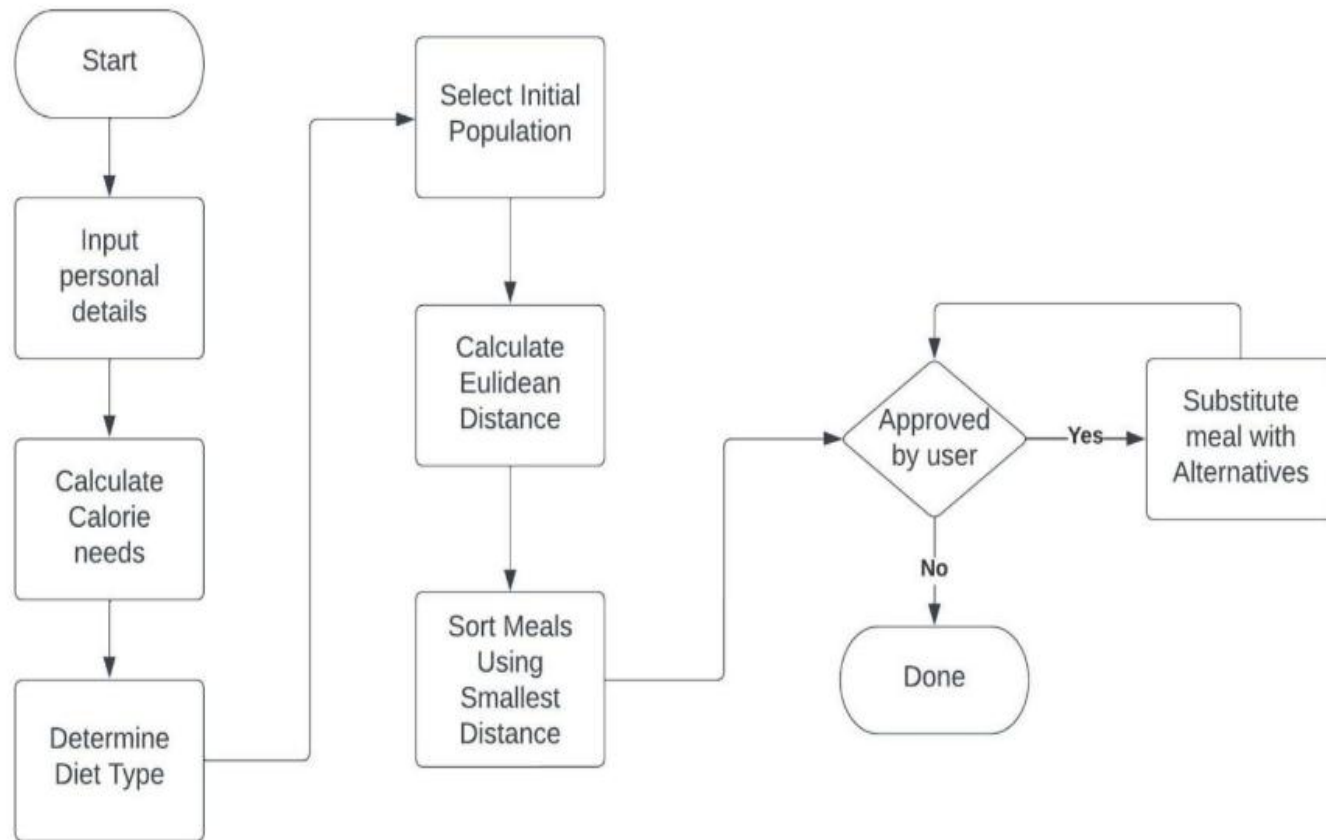 Start
Input
personal
details
Calculate
Calorie
needs
Determine
Diet Type
Select Initial
Population
Calculate
Eulidean
Distance
Sort Meals
Using
Smallest
Distance
Approved
by user
Yes
Substitute
meal with
Alternatives
No
Done